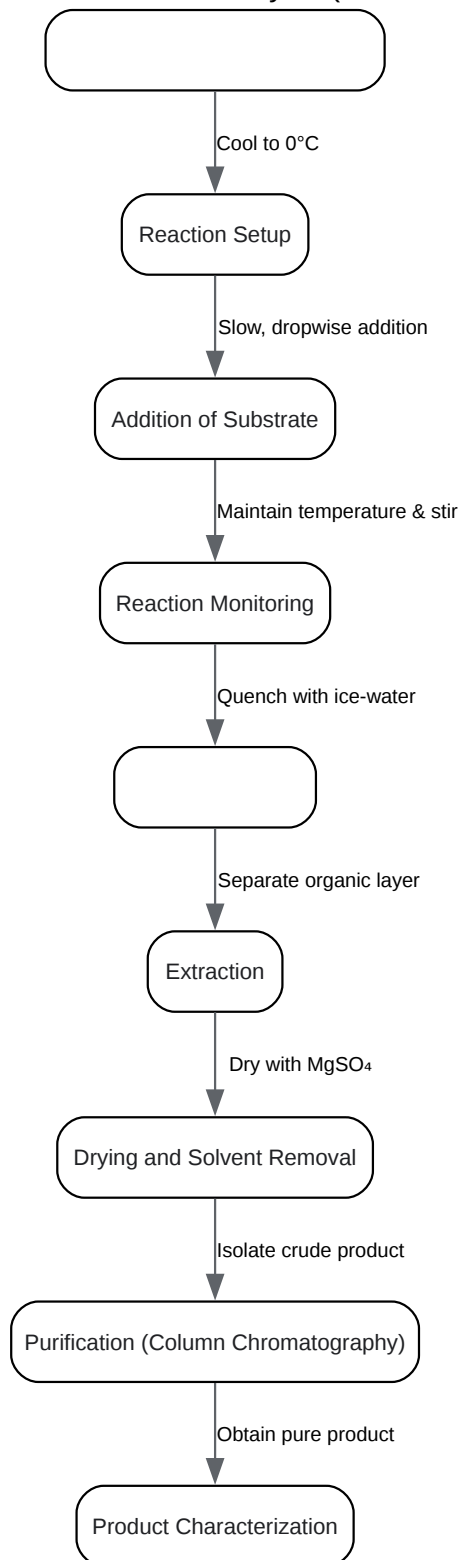 Cool to 0°C
Reaction Setup
Slow, dropwise addition
Addition of Substrate
Maintain temperature & stir
Reaction Monitoring
Quench with ice-water
Separate organic layer
Extraction
Dry with MgSO₄
Drying and Solvent Removal
Isolate crude product
Purification (Column Chromatography)
Obtain pure product
Product Characterization